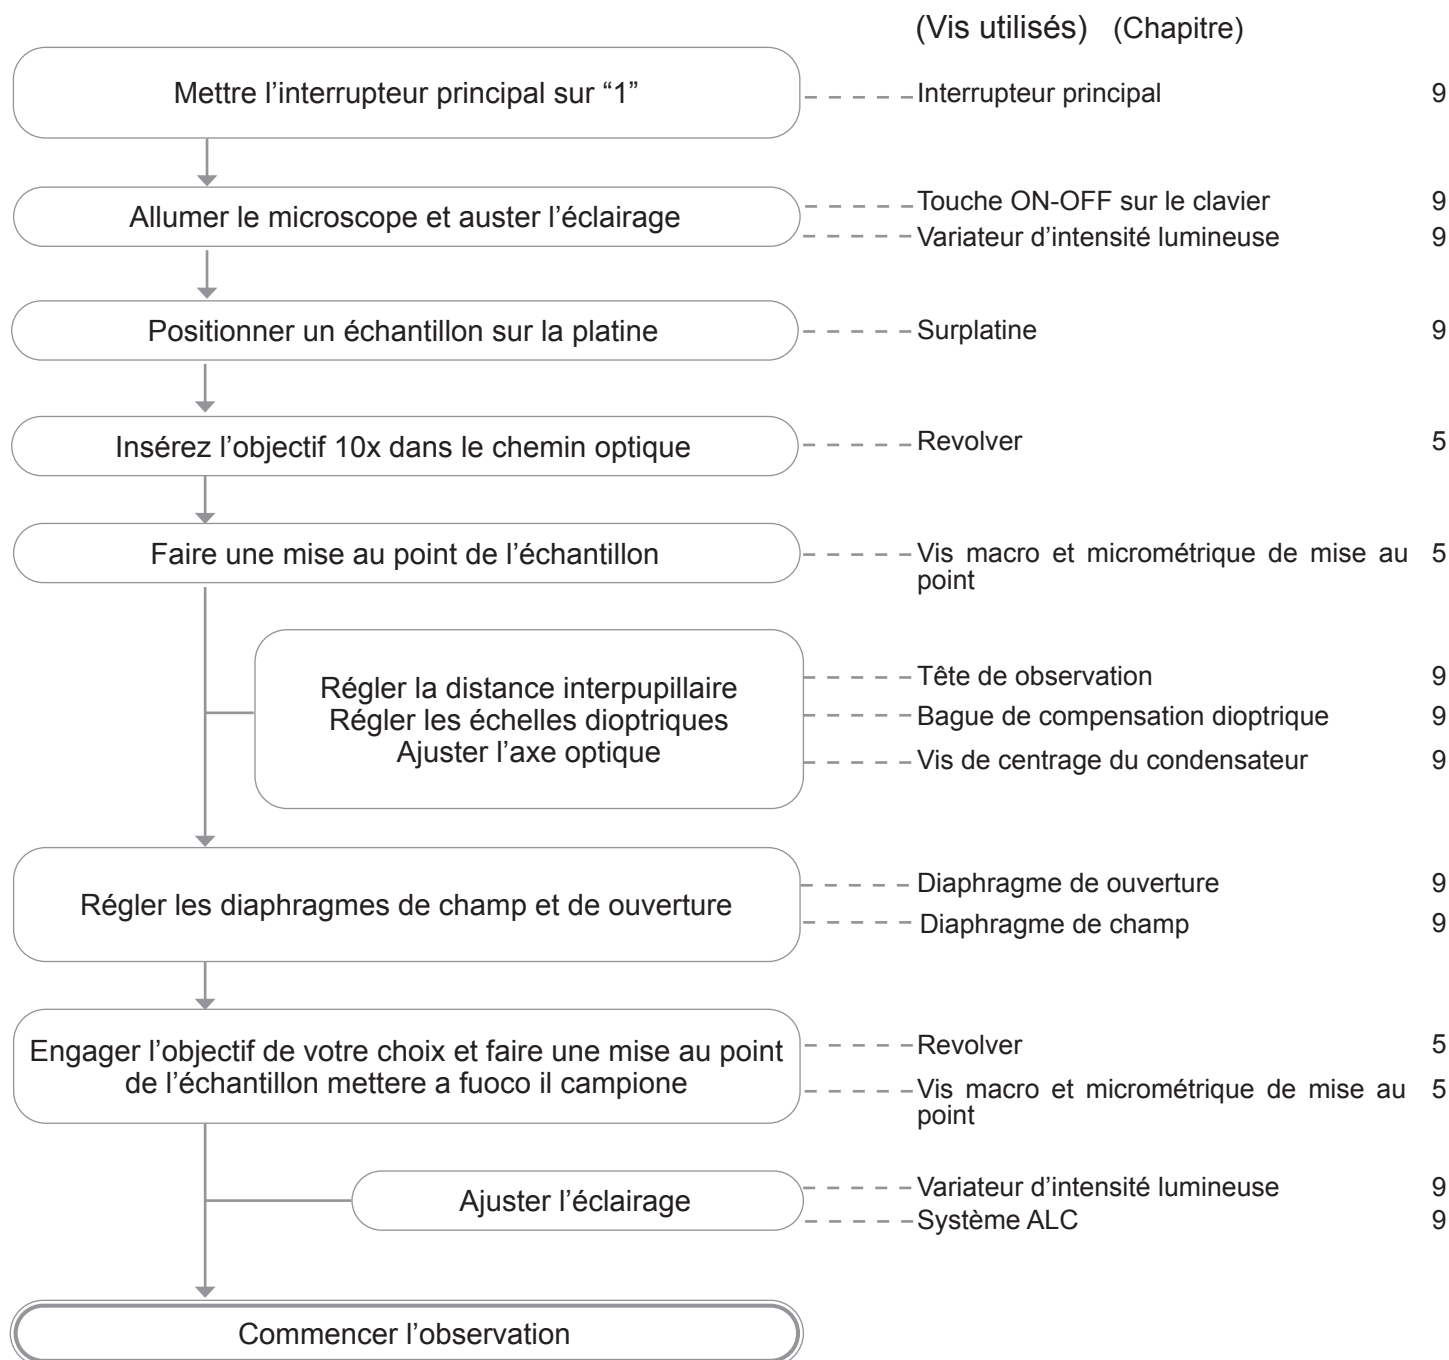 (Vis utilisés) (Chapitre)
Mettre l’interrupteur principal sur “1”
Interrupteur principal 9
Allumer le microscope et auster l’éclairage
Touche ON-OFF sur le clavier 9
Variateur d’intensité lumineuse 9
Positionner un échantillon sur la platine
Surplatine 9
Insérez l’objectif 10x dans le chemin optique
Revolver 5
Faire une mise au point de l’échantillon
Vis macro et micrométrique de mise au 5
point
Régler la distance interpupillaire
Régler les échelles dioptriques
Ajuster l’axe optique
Tête de observation 9
Bague de compensation dioptrique 9
Vis de centrage du condensateur 9
Régler les diaphragmes de champ et de ouverture
Diaphragme de ouverture 9
Diaphragme de champ 9
Engager l’objectif de votre choix et faire une mise au point
de l’échantillon mettere a fuoco il campione
Revolver 5
Vis macro et micrométrique de mise au 5
point
Ajuster l’éclairage
Variateur d’intensité lumineuse 9
Système ALC 9
Commencer l’observation